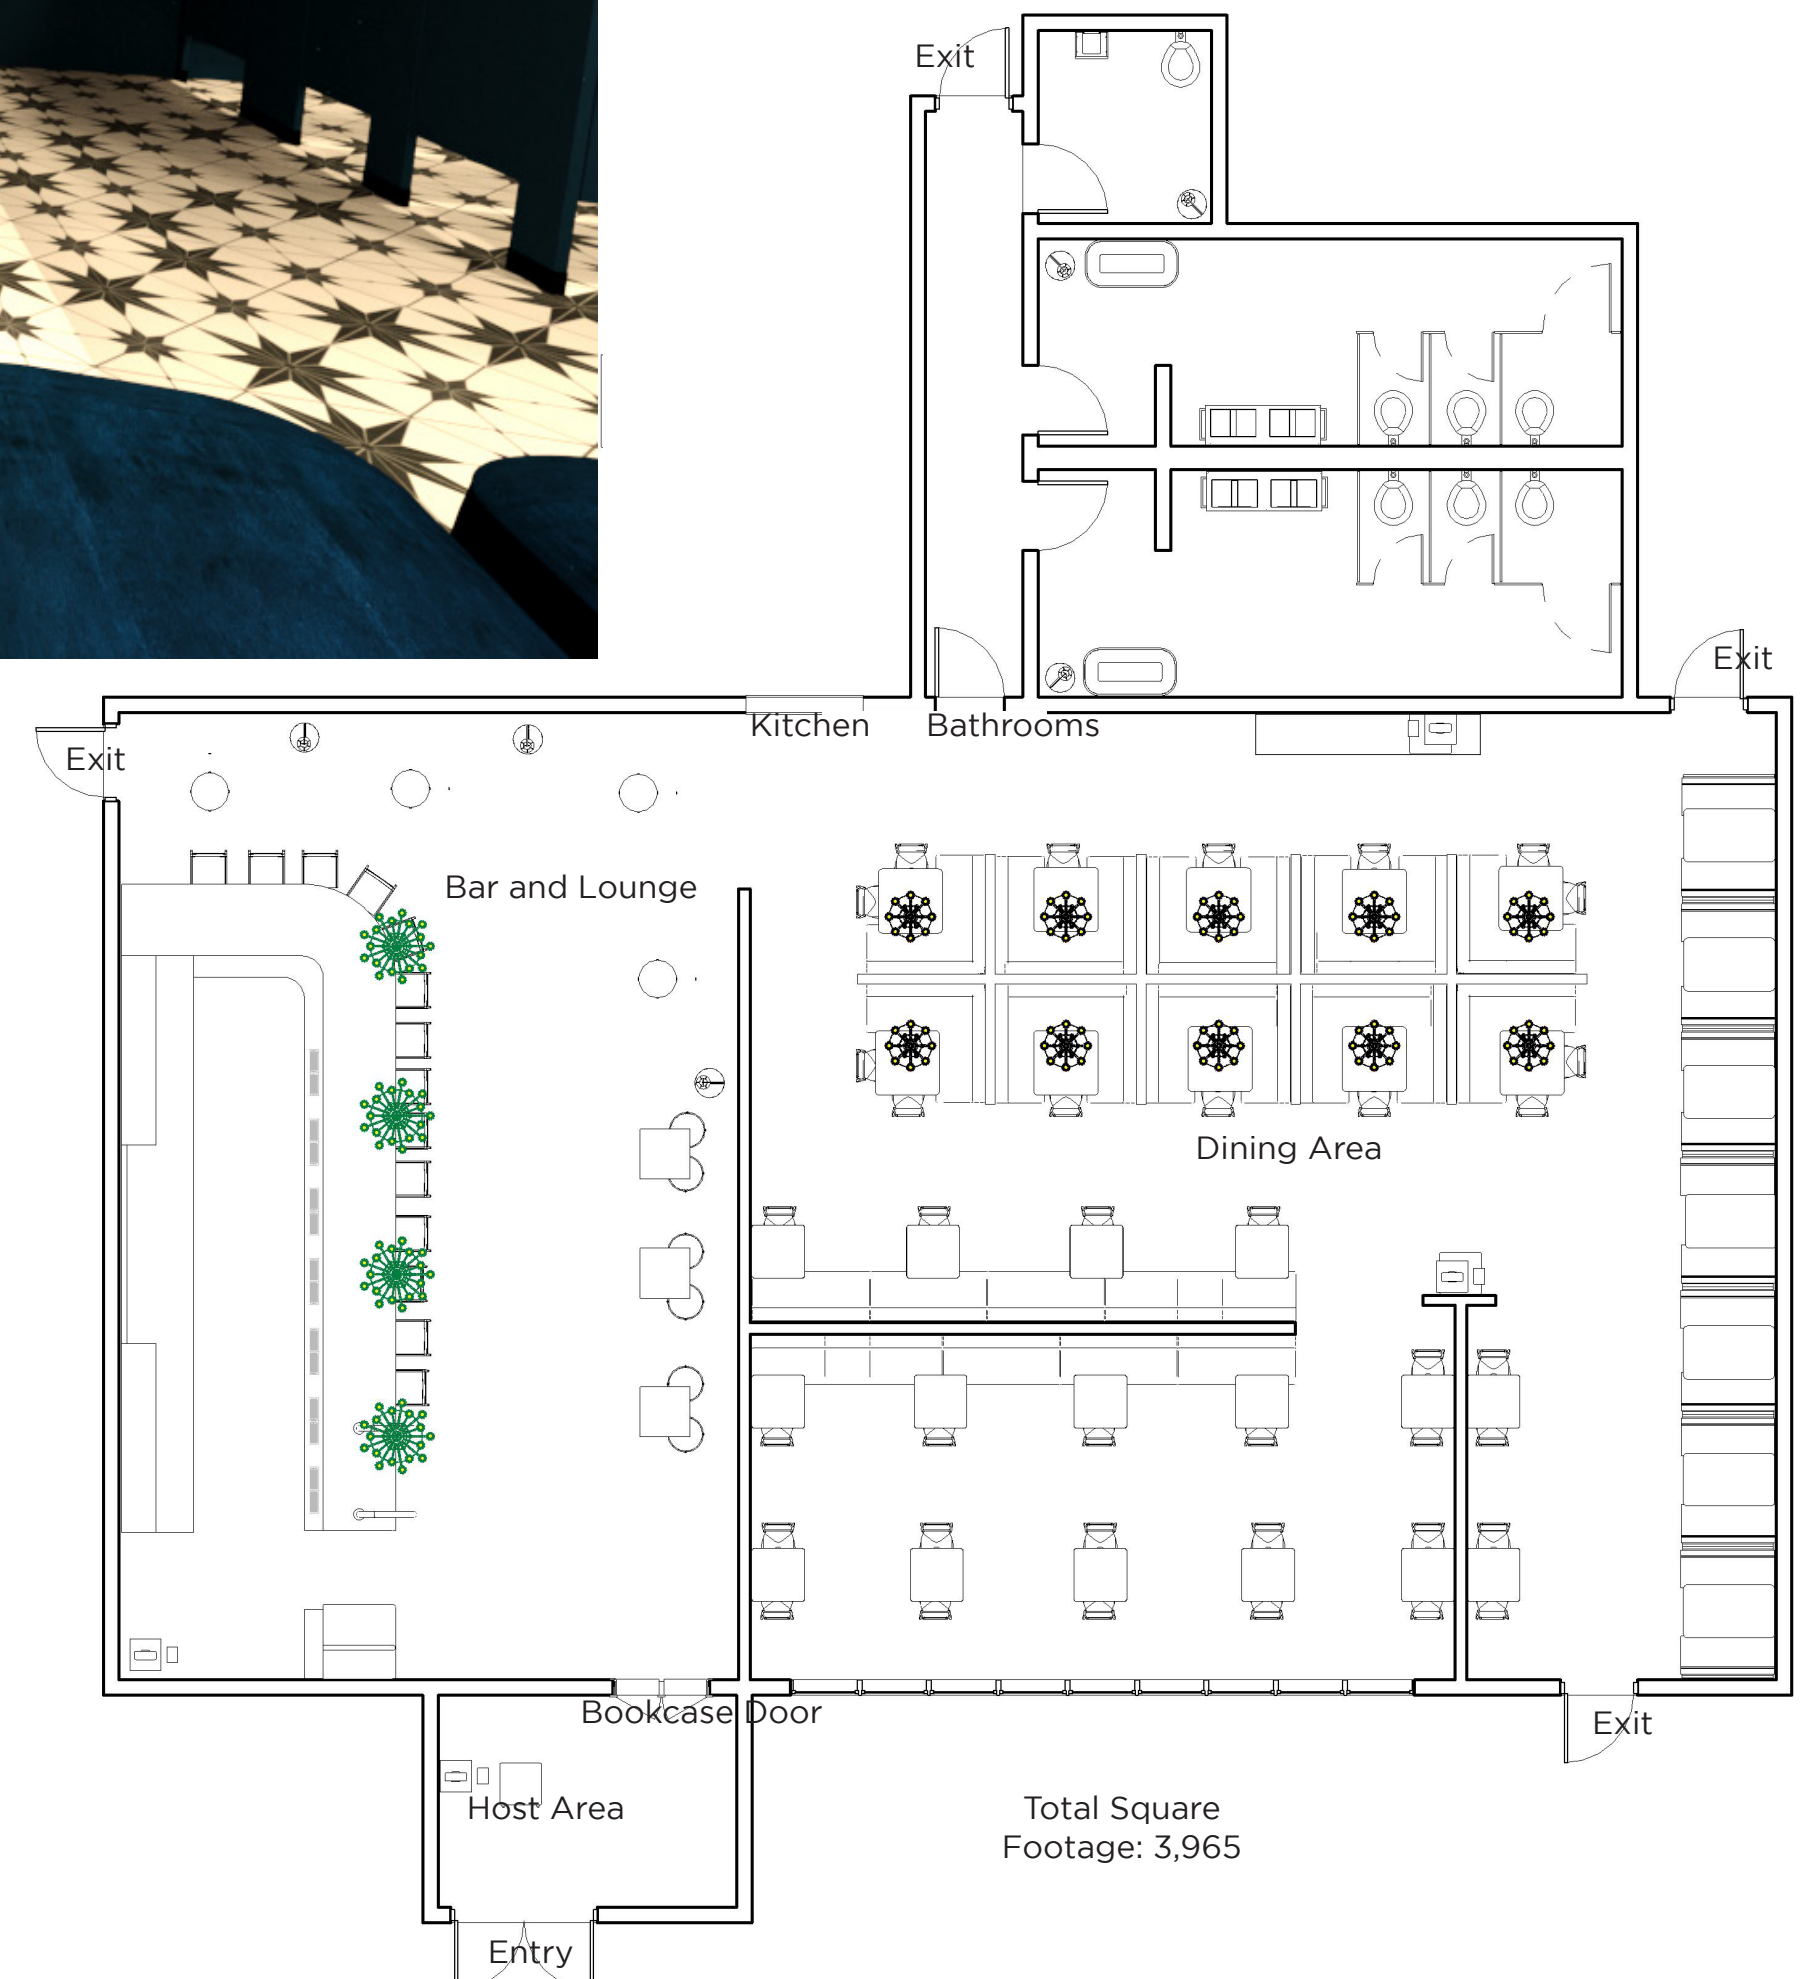 Exit
Exit
Kitchen
Bathrooms
Exit
Bar and Lounge
Dining Area
Bookcase Door
Exit
Host Area
Total Square
Footage: 3,965
Entry